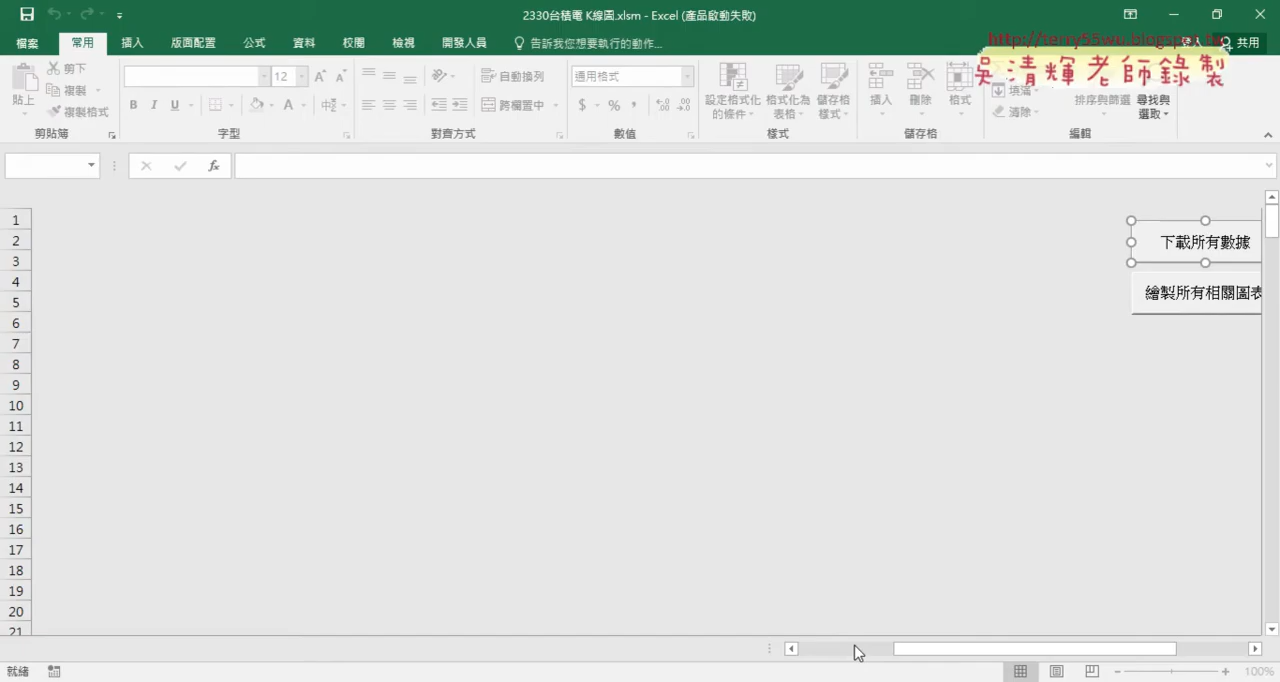 2330台積電 K線圖.xlsm - Excel (產品啟動失敗)
http://terry55wu.blogspot.tw
吳清輝老師錄製
檔案 常用 插入 版面配置 公式 資料 校閱 檢視 開發人員 告訴我您想要執行的動作... 登入 共用
貼上 剪下 複製 複製格式 剪貼簿
12 A A B I U A 中 字型
自動換列 跨欄置中 對齊方式
通用格式 $ % , 數值
設定格式化的條件 格式化為表格 儲存格樣式 樣式
插入 刪除 格式 儲存格
填滿 清除 排序與篩選 尋找與選取 編輯
fx
1
2
3
4
5
6
7
8
9
10
11
12
13
14
15
16
17
18
19
20
21
下載所有數據
繪製所有相關圖表
就緒 100%